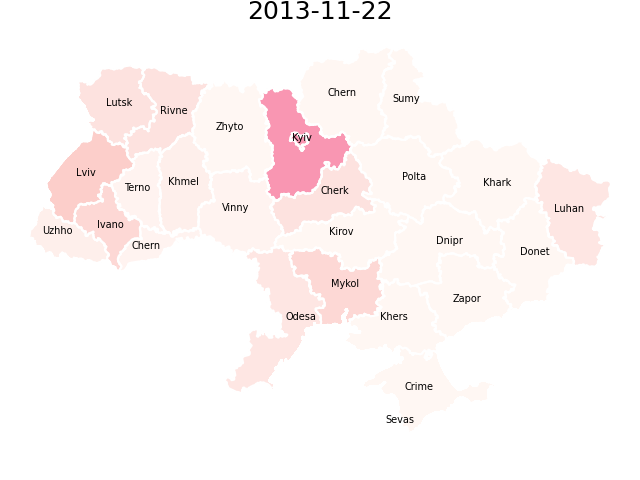 2013-11-22
Chern
Sumy
Lutsk
Rivne
Zhyto
Kyiv
Lviv
Terno
Khmel
Cherk
Polta
Khark
Luhan
Uzhho
Ivano
Chern
Vinny
Kirov
Dnipr
Donet
Mykol
Zapor
Odesa
Khers
Crime
Sevas